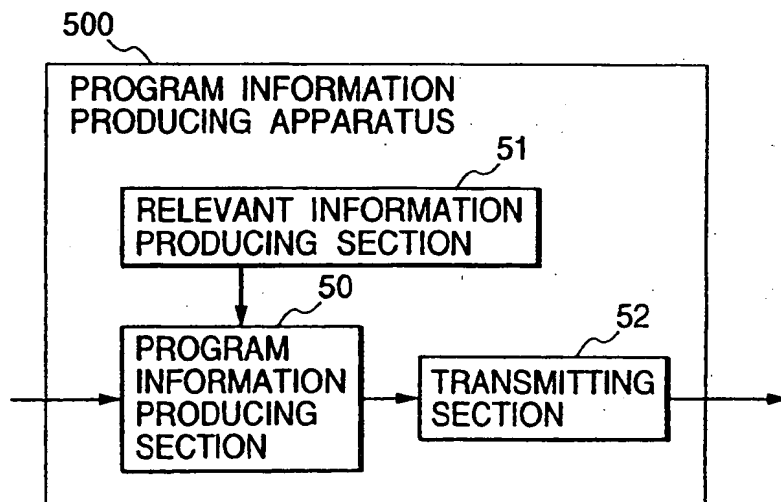 500
PROGRAM INFORMATION
PRODUCING APPARATUS
51
RELEVANT INFORMATION
PRODUCING SECTION
50
PROGRAM
INFORMATION
PRODUCING
SECTION
52
TRANSMITTING
SECTION